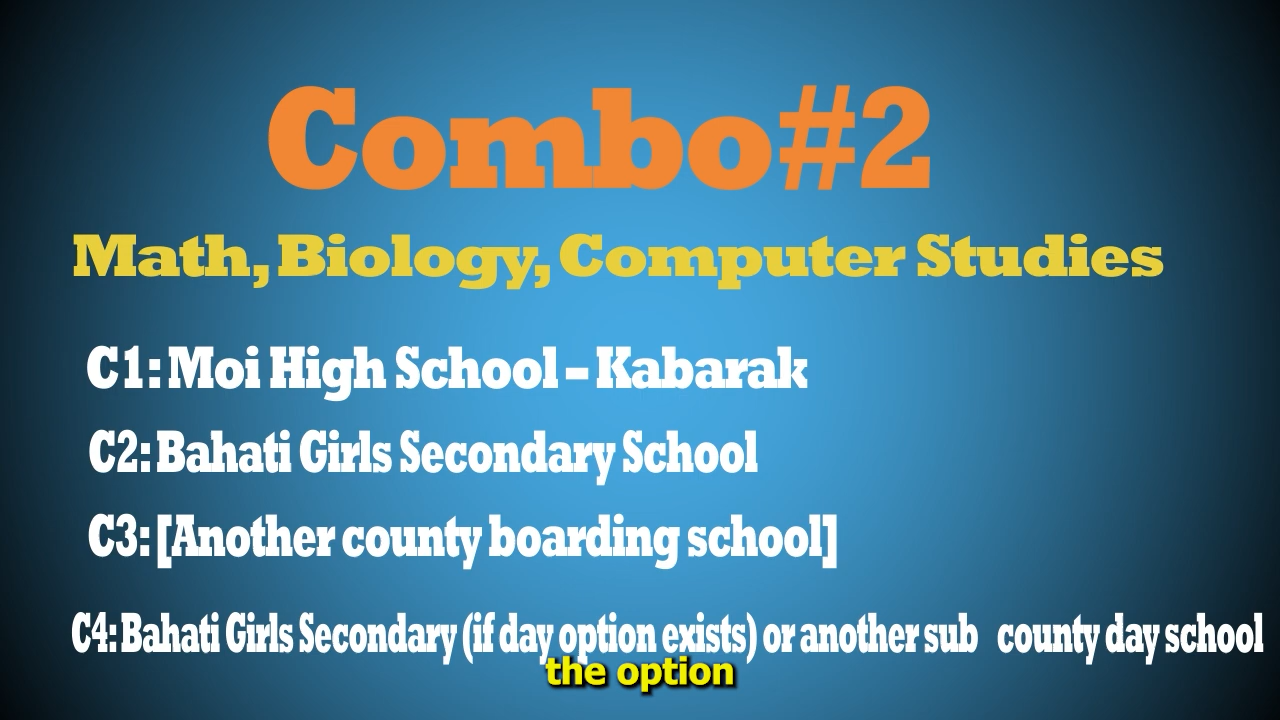 Combo#2
Math, Biology, Computer Studies
C1: Moi High School – Kabarak
C2: Bahati Girls Secondary School
C3: [Another county boarding school]
C4: Bahati Girls Secondary (if day option exists) or another sub county day school
the option